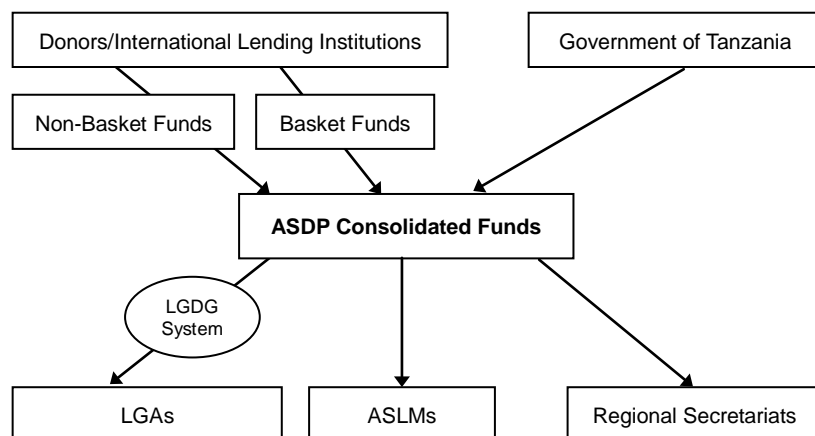 Donors/International Lending Institutions
Government of Tanzania
Non-Basket Funds
Basket Funds
ASDP Consolidated Funds
LGDG
System
LGAs
ASLMs
Regional Secretariats